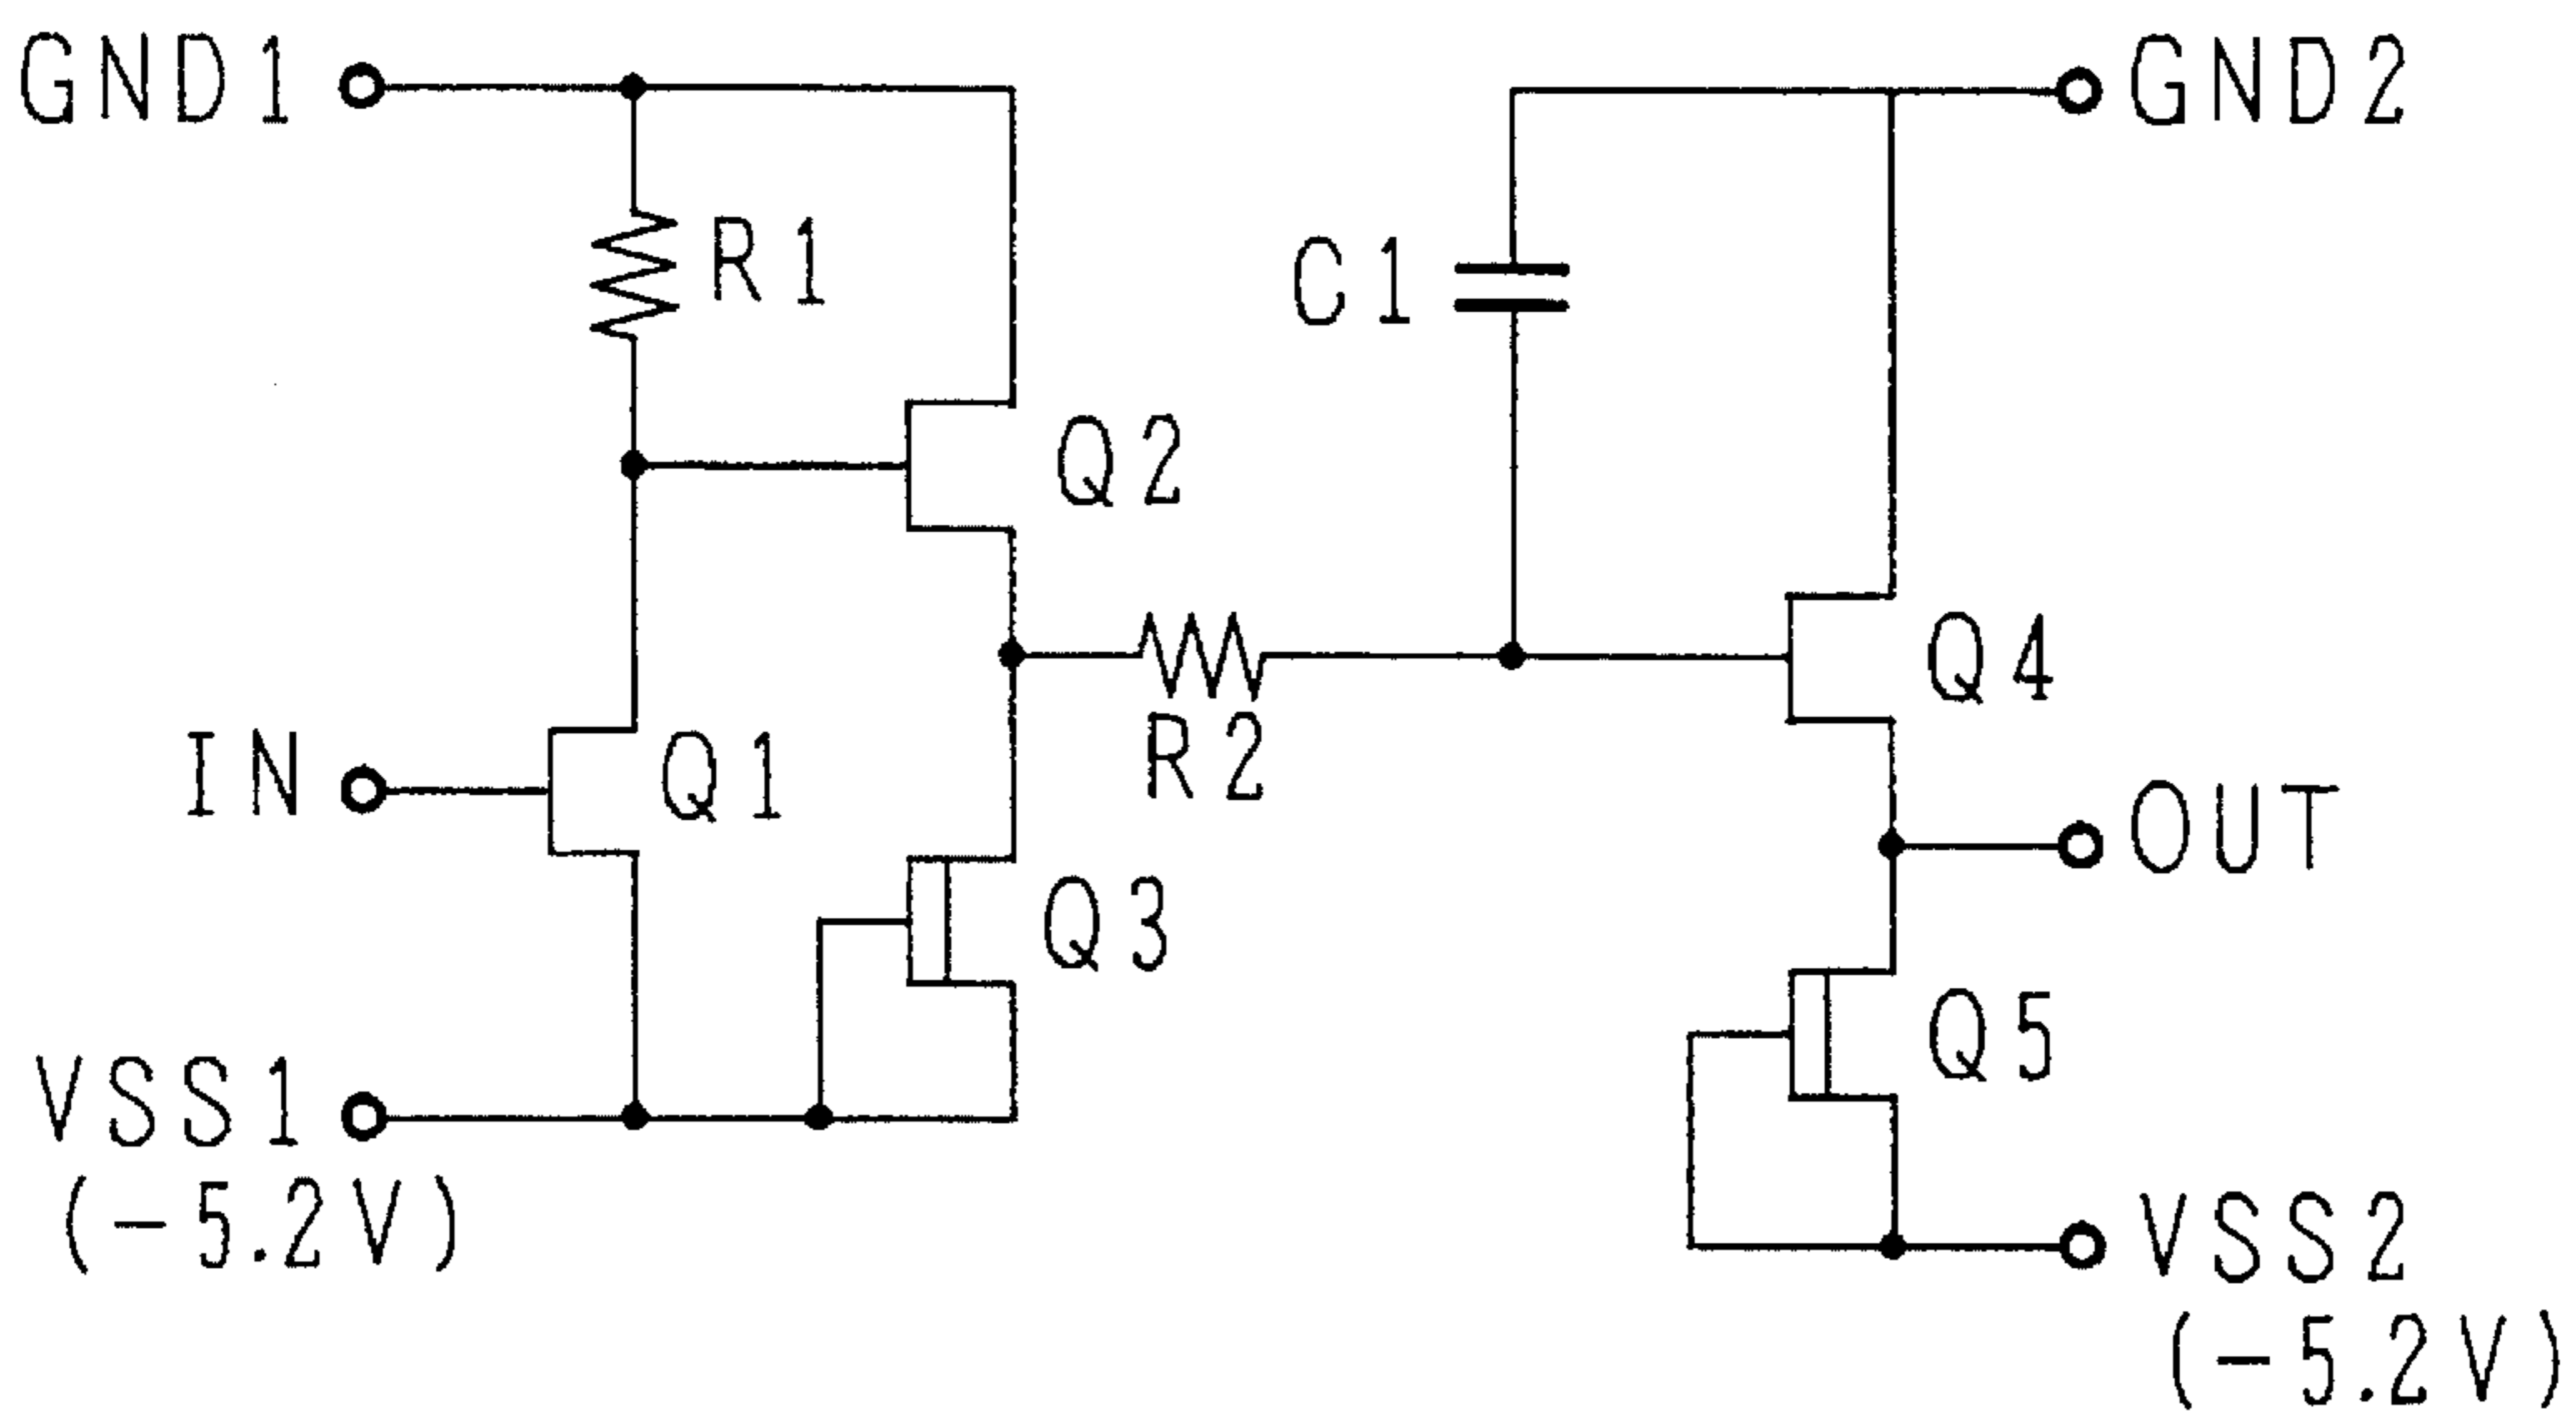 GND1
GND2
R1
C1
Q2
Q4
R2
IN
Q1
OUT
Q3
Q5
VSS1
(-5.2V)
VSS2
(-5.2V)